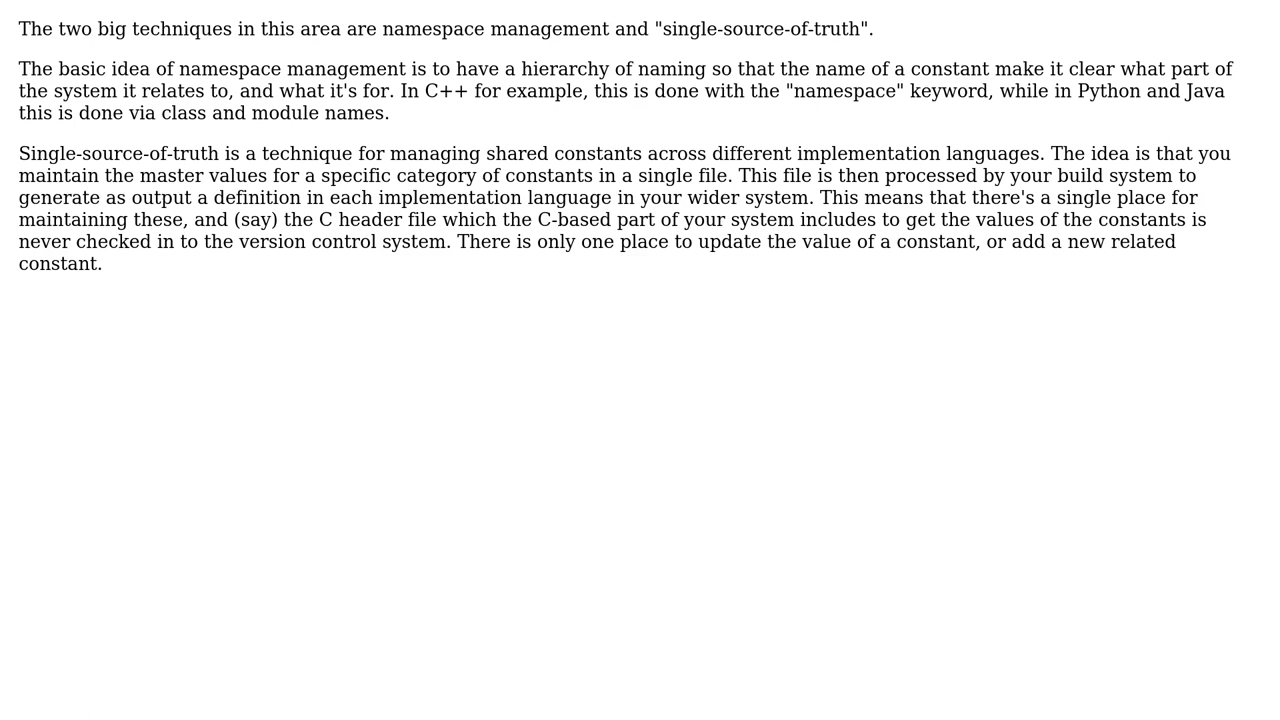 The two big techniques in this area are namespace management and "single-source-of-truth".
The basic idea of namespace management is to have a hierarchy of naming so that the name of a constant make it clear what part of
the system it relates to, and what it's for. In C++ for example, this is done with the "namespace" keyword, while in Python and Java
this is done via class and module names.
Single-source-of-truth is a technique for managing shared constants across different implementation languages. The idea is that you
maintain the master values for a specific category of constants in a single file. This file is then processed by your build system to
generate as output a definition in each implementation language in your wider system. This means that there's a single place for
maintaining these, and (say) the C header file which the C-based part of your system includes to get the values of the constants is
never checked in to the version control system. There is only one place to update the value of a constant, or add a new related
constant.